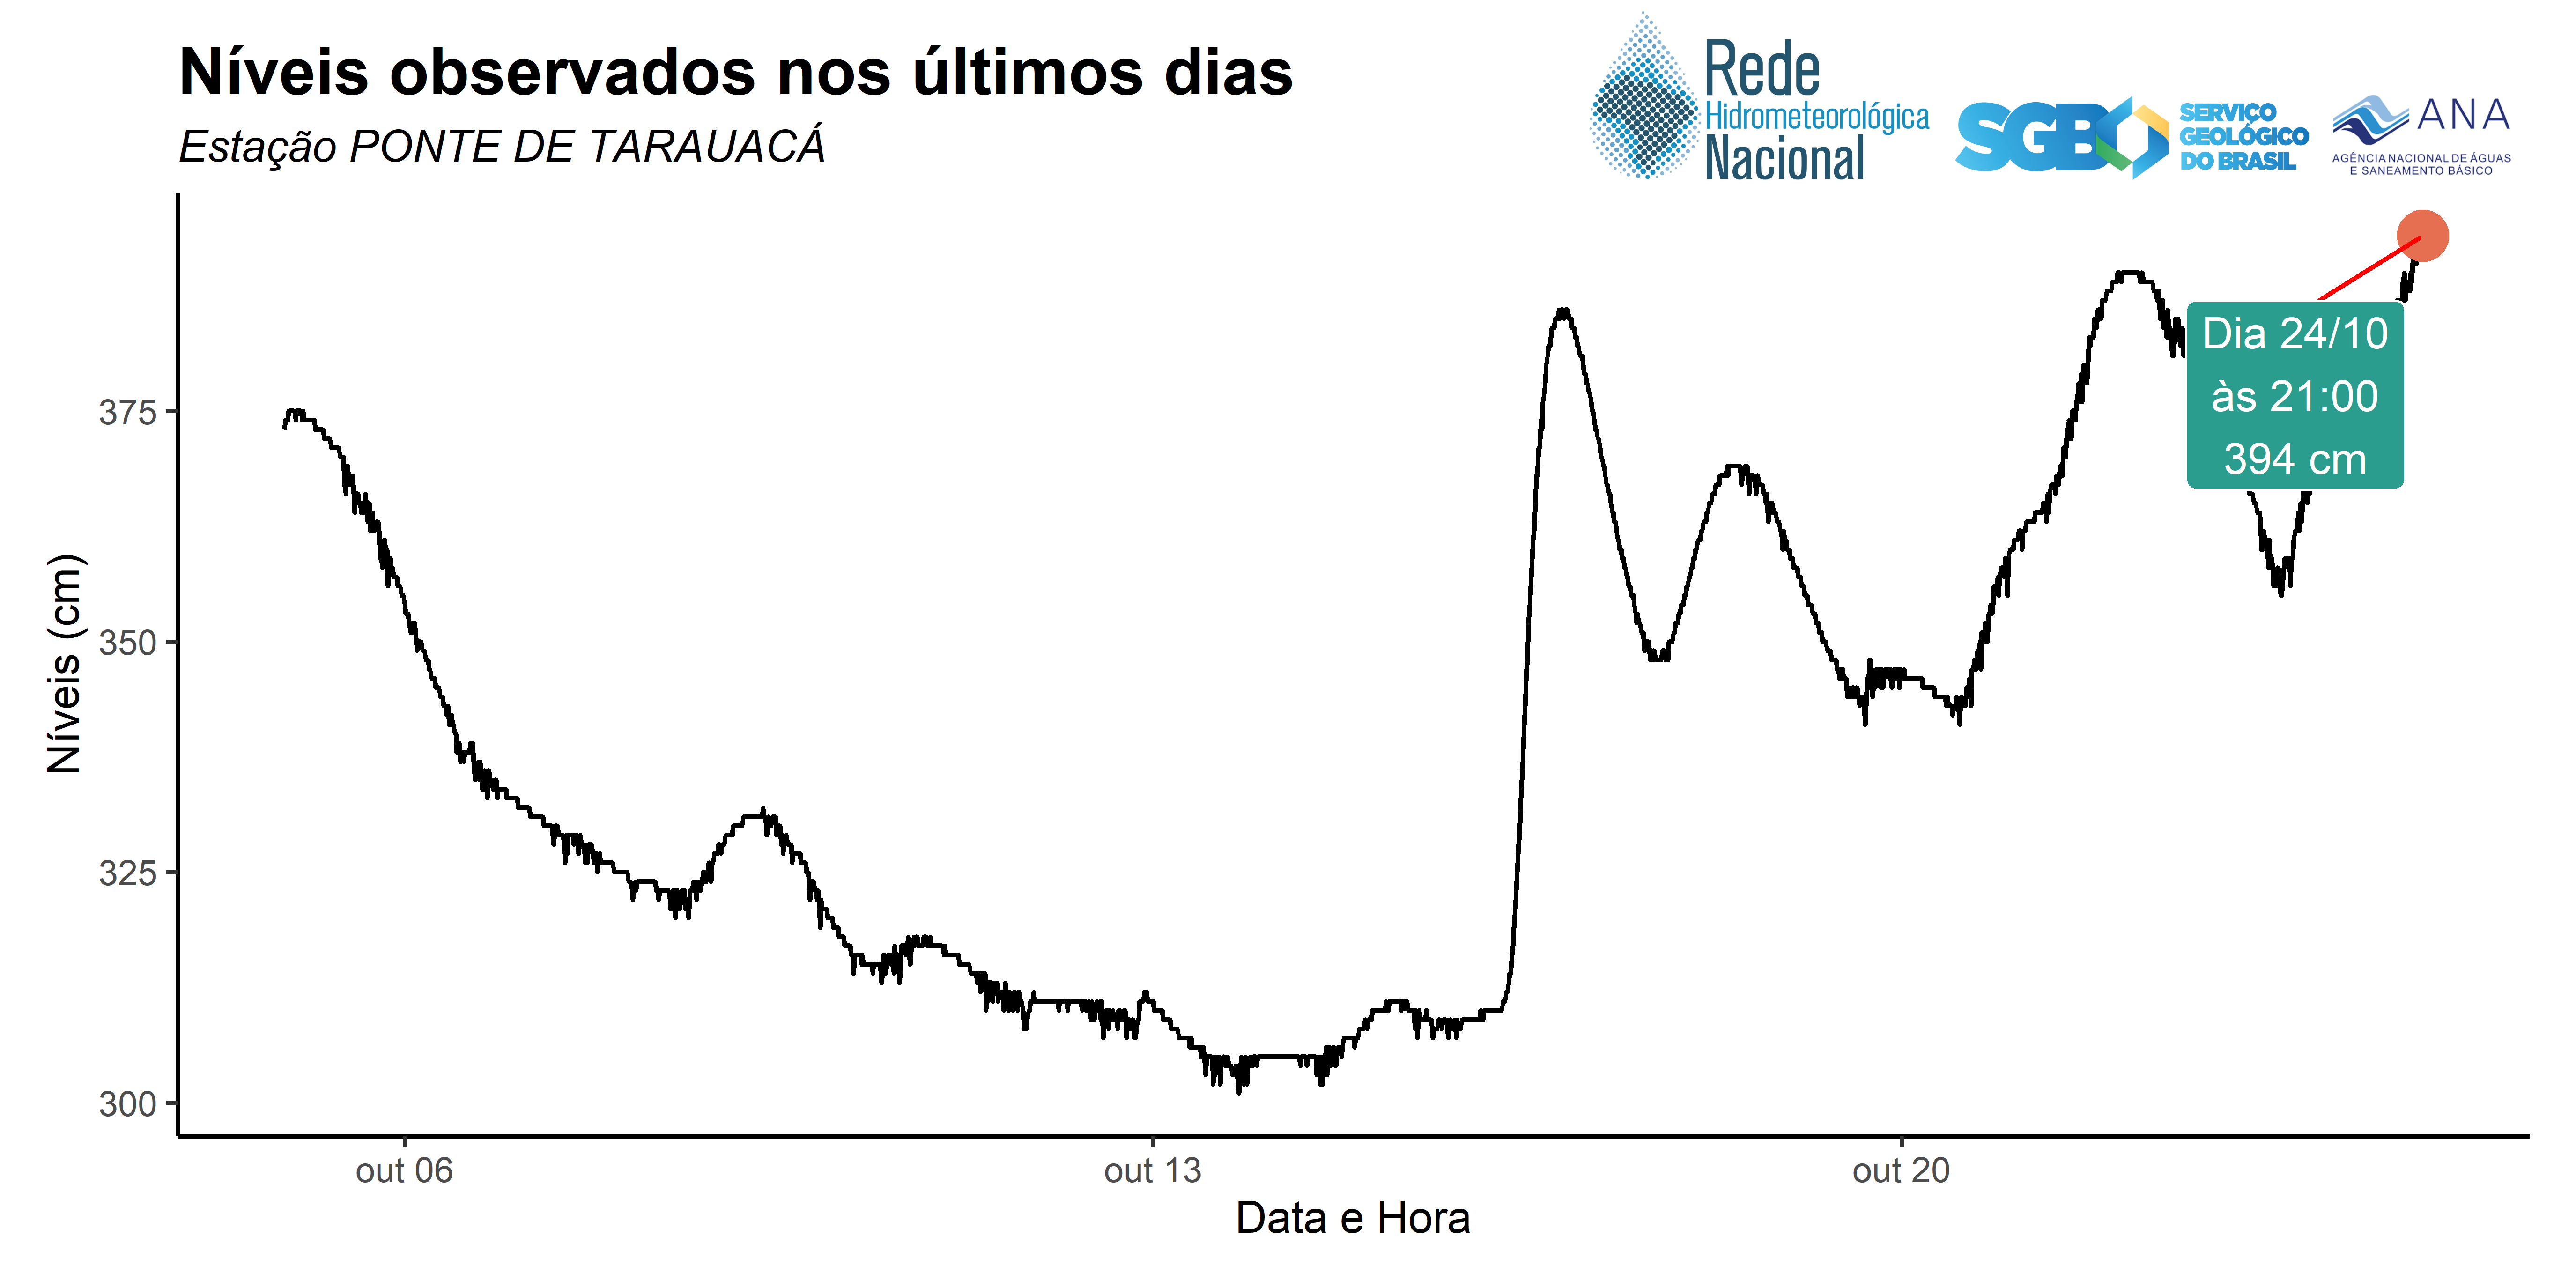 Níveis observados nos últimos dias
Estação PONTE DE TARAUACÁ
Rede
Hidrometeorológica
Nacional
SGB
SERVIÇO
GEOLÓGICO
DO BRASIL
ANA
AGÊNCIA NACIONAL DE ÁGUAS
E SANEAMENTO BÁSICO
Dia 24/10
às 21:00
394 cm
Níveis (cm)
375
350
325
300
out 06
out 13
out 20
Data e Hora